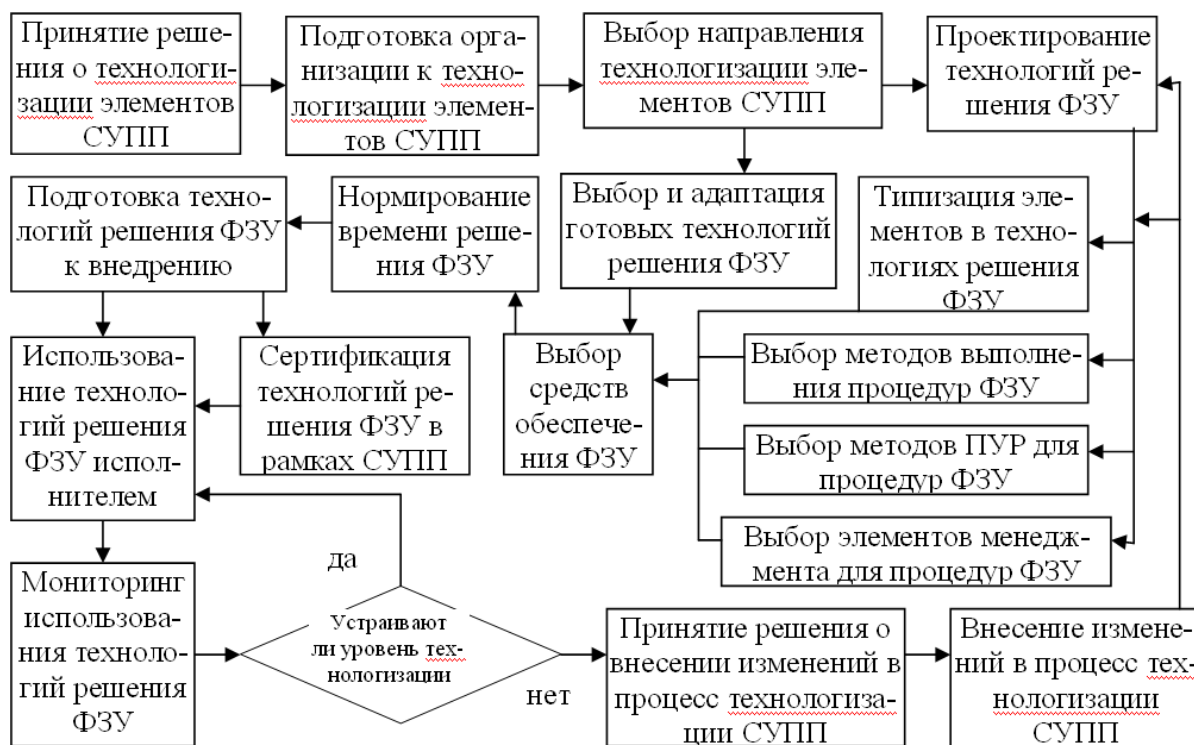 Принятие реше-
ния о технологи-
зации элементов
СУПП
Подготовка орга-
низации к техно-
логизации элемен-
тов СУПП
Выбор направления
технологизации эле-
ментов СУПП
Проектирование
технологий ре-
шения ФЗУ
Подготовка техно-
логий решения ФЗУ
к внедрению
Нормирование
времени реше-
ния ФЗУ
Выбор и адаптация
готовых технологий
решения ФЗУ
Типизация эле-
ментов в техно-
логиях решения
ФЗУ
Использова-
ние техноло-
гий решения
ФЗУ испол-
нителем
Сертификация
технологий ре-
шения ФЗУ в
рамках СУПП
Выбор
средств
обеспече-
ния ФЗУ
Выбор методов выполне-
ния процедур ФЗУ
Выбор методов ПУР для
процедур ФЗУ
Выбор элементов менедж-
мента для процедур ФЗУ
да
Мониторинг
использова-
ния техноло-
гий решения
ФЗУ
Устраивают
ли уровень тех-
нологизации
нет
Принятие решения о
внесении изменений в
процесс технологиза-
ции СУПП
Внесение измене-
ний в процесс тех-
нологизации
СУПП